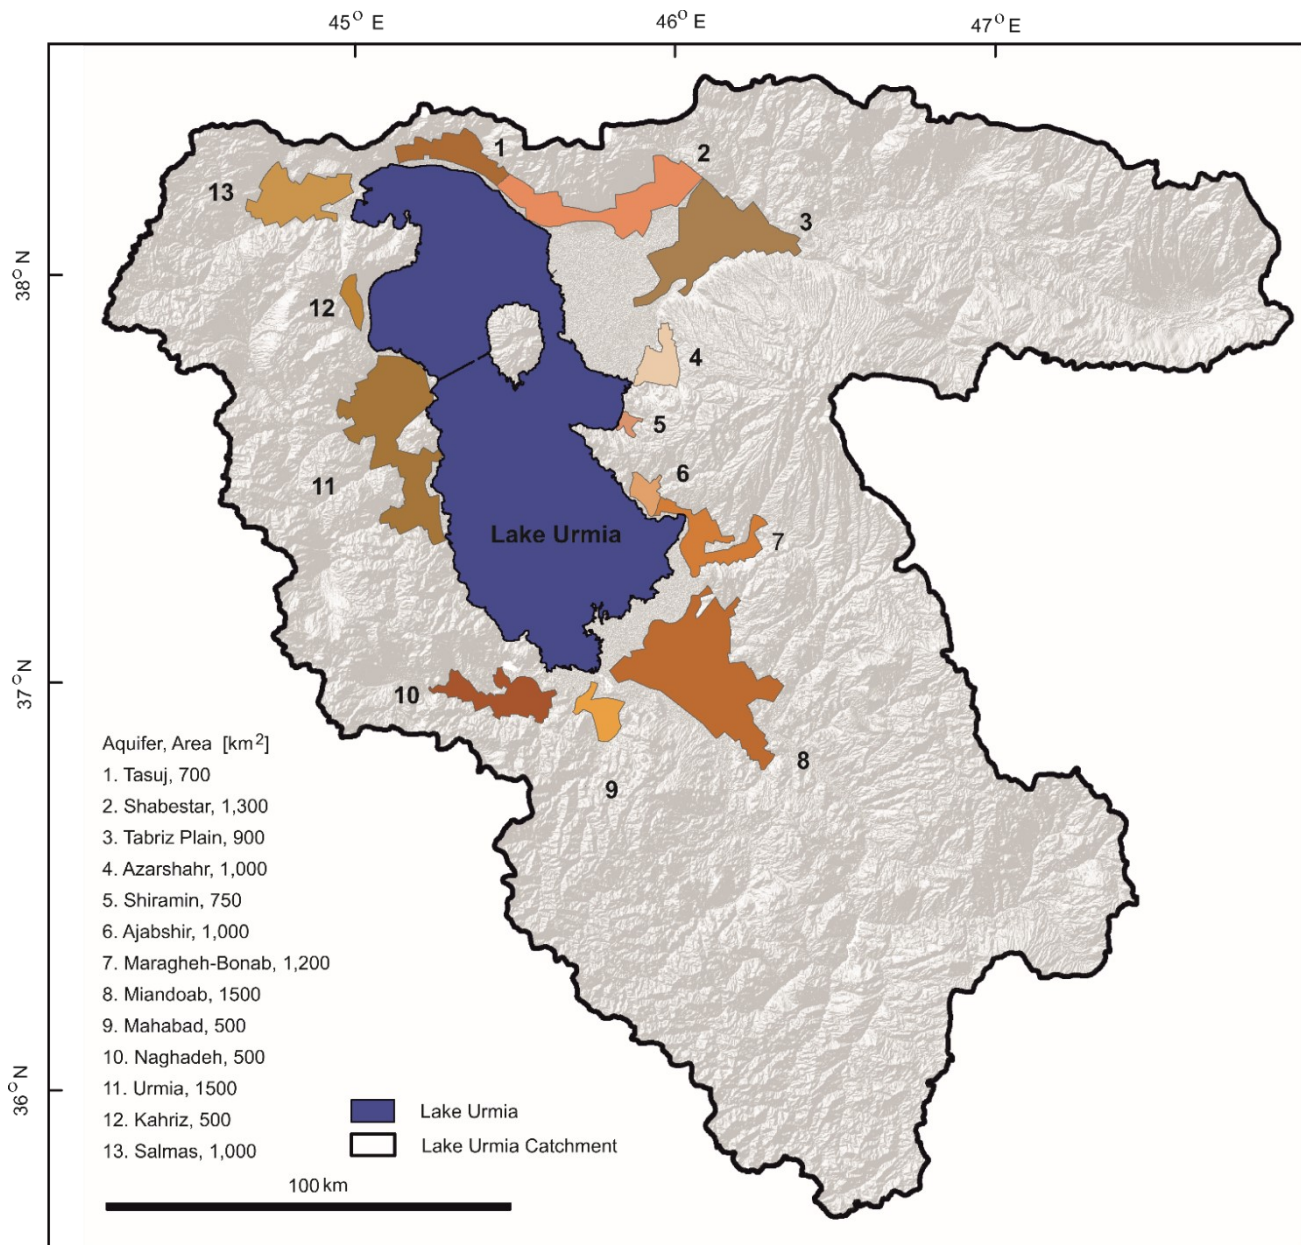 45° E 46° E 47° E
1
2
13
3
38° N
12
4
5
6
11
Lake Urmia
7
37° N
10
8
9
Aquifer, Area [km²]
1. Tasuj, 700
2. Shabestar, 1,300
3. Tabriz Plain, 900
4. Azarshahr, 1,000
5. Shiramin, 750
6. Ajabshir, 1,000
7. Maragheh-Bonab, 1,200
8. Miandoab, 1500
9. Mahabad, 500
10. Naghadeh, 500
11. Urmia, 1500
12. Kahriz, 500
13. Salmas, 1,000
36° N
Lake Urmia
Lake Urmia Catchment
100 km